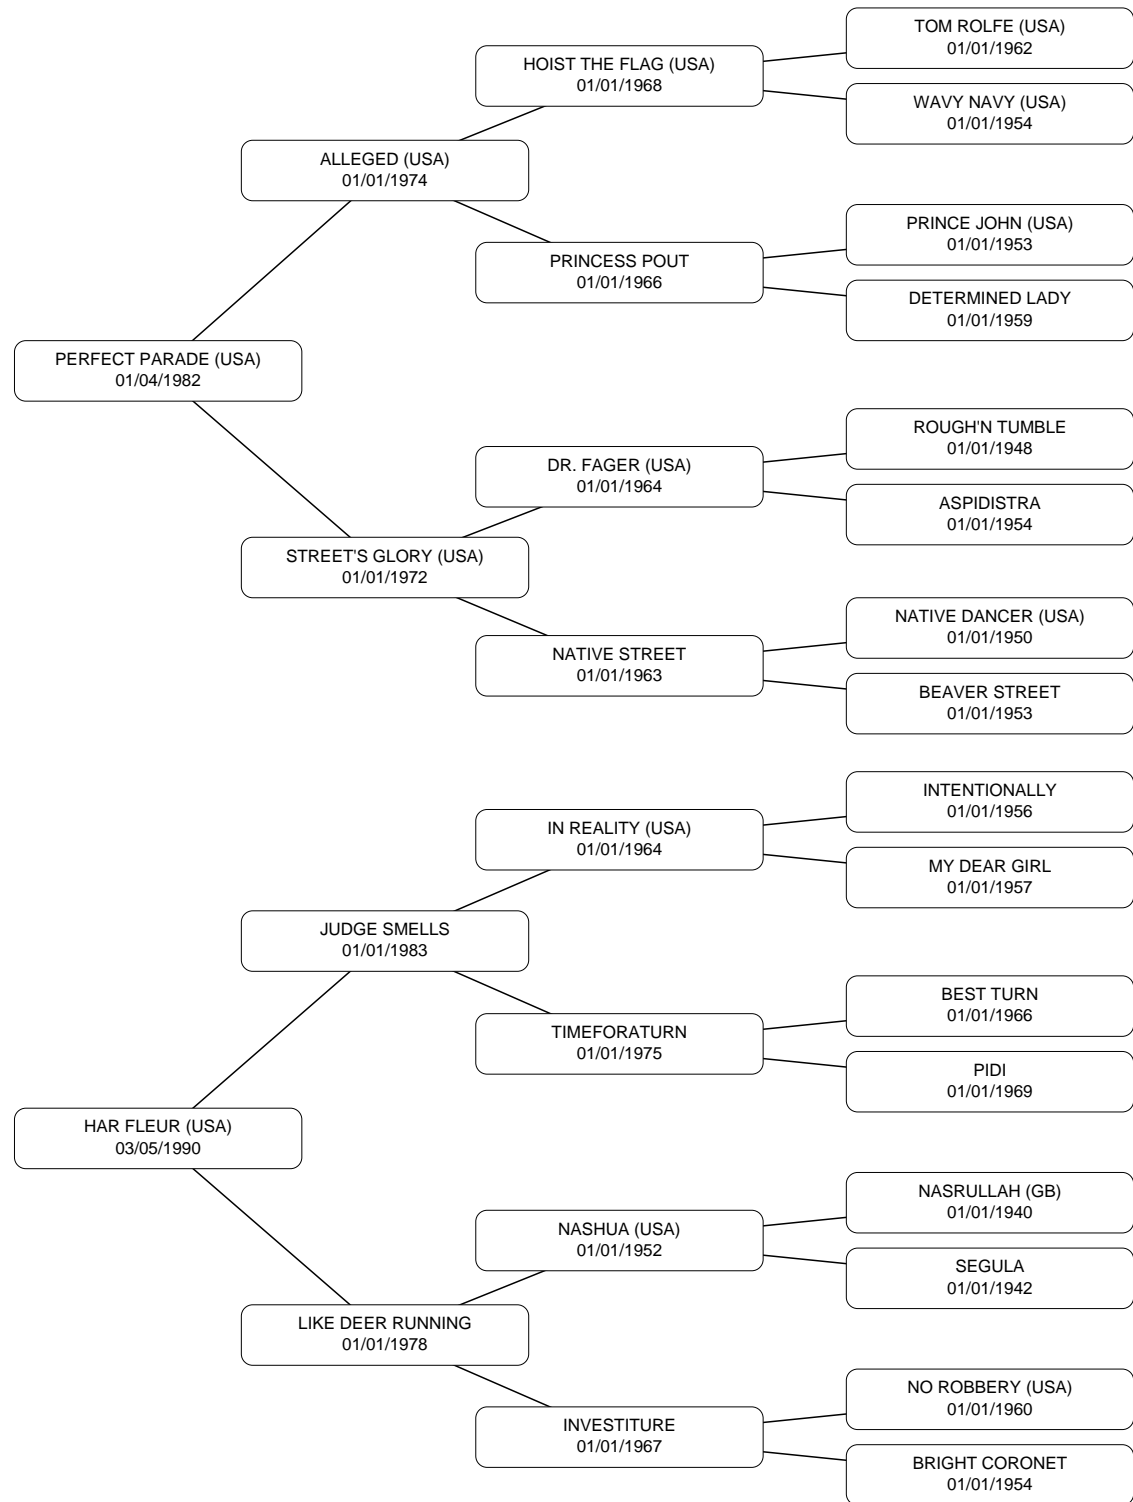 TOM ROLFE (USA)
01/01/1962
HOIST THE FLAG (USA)
01/01/1968
WAVY NAVY (USA)
01/01/1954
ALLEGED (USA)
01/01/1974
PRINCE JOHN (USA)
01/01/1953
PRINCESS POUT
01/01/1966
DETERMINED LADY
01/01/1959
PERFECT PARADE (USA)
01/04/1982
ROUGH'N TUMBLE
01/01/1948
DR. FAGER (USA)
01/01/1964
ASPIDISTRA
01/01/1954
STREET'S GLORY (USA)
01/01/1972
NATIVE DANCER (USA)
01/01/1950
NATIVE STREET
01/01/1963
BEAVER STREET
01/01/1953
INTENTIONALLY
01/01/1956
IN REALITY (USA)
01/01/1964
MY DEAR GIRL
01/01/1957
JUDGE SMELLS
01/01/1983
BEST TURN
01/01/1966
TIMEFORATURN
01/01/1975
PIDI
01/01/1969
HAR FLEUR (USA)
03/05/1990
NASRULLAH (GB)
01/01/1940
NASHUA (USA)
01/01/1952
SEGULA
01/01/1942
LIKE DEER RUNNING
01/01/1978
NO ROBBERY (USA)
01/01/1960
INVESTITURE
01/01/1967
BRIGHT CORONET
01/01/1954